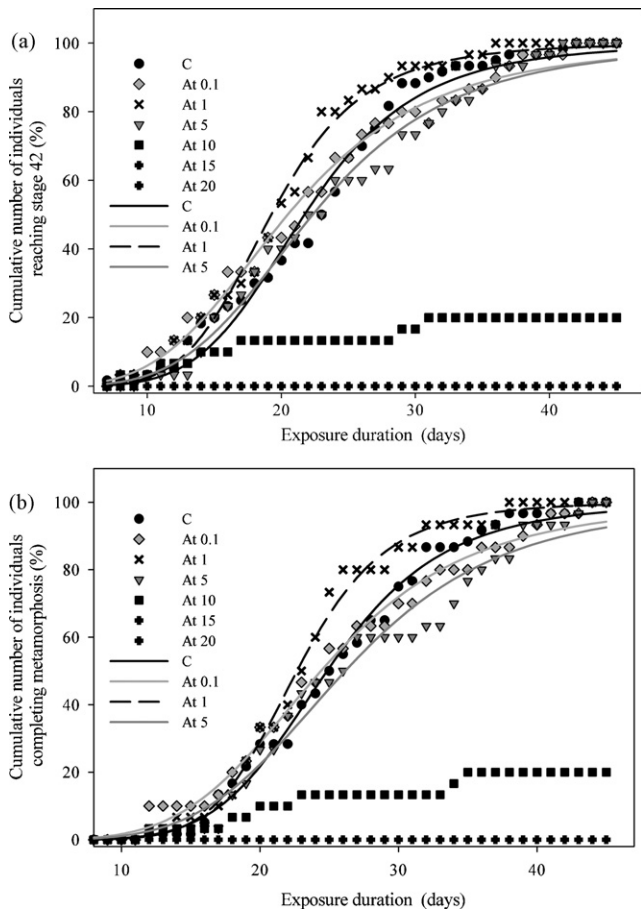 (a)
100
80
60
40
20
0
C
At 0.1
At 1
At 5
At 10
At 15
At 20
C
At 0.1
At 1
At 5
Cumulative number of individuals
reaching stage 42 (%)
10
20
30
40
Exposure duration (days)
(b)
100
80
60
40
20
0
C
At 0.1
At 1
At 5
At 10
At 15
At 20
C
At 0.1
At 1
At 5
Cumulative number of individuals
completing metamorphosis (%)
10
20
30
40
Exposure duration (days)